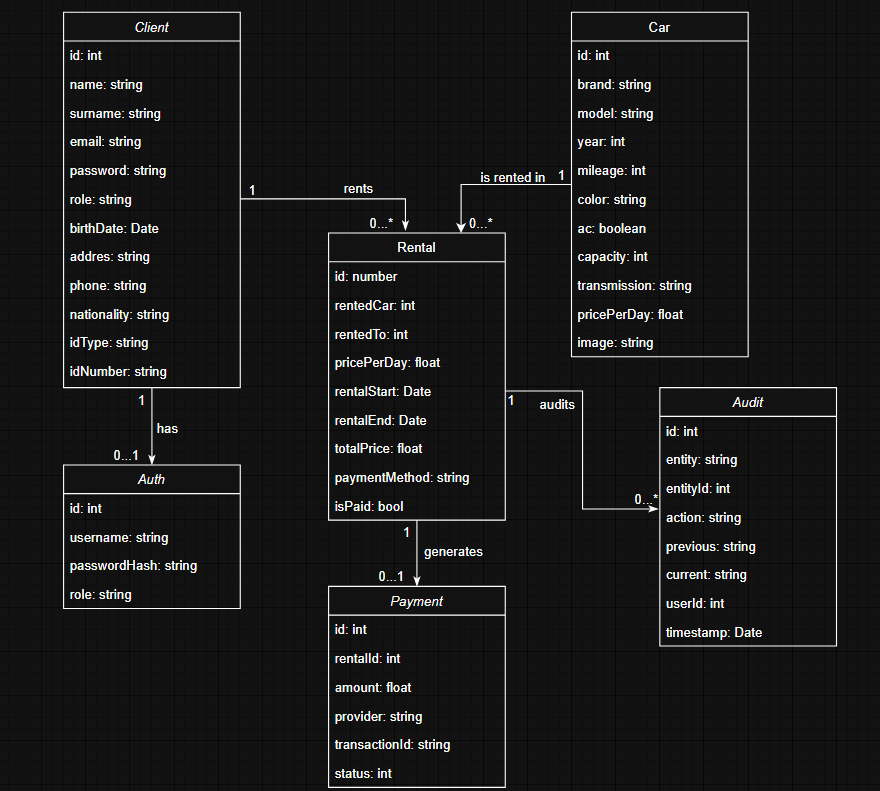 Client
id: int
name: string
surname: string
email: string
password: string
role: string
birthDate: Date
addres: string
phone: string
nationality: string
idType: string
idNumber: string
1
has
0...1
Auth
id: int
username: string
passwordHash: string
role: string
1
rents
0...*
Car
id: int
brand: string
model: string
year: int
mileage: int
color: string
ac: boolean
capacity: int
transmission: string
pricePerDay: float
image: string
is rented in
1
0...*
Rental
id: number
rentedCar: int
rentedTo: int
pricePerDay: float
rentalStart: Date
rentalEnd: Date
totalPrice: float
paymentMethod: string
isPaid: bool
1
audits
0...*
Audit
id: int
entity: string
entityId: int
action: string
previous: string
current: string
userId: int
timestamp: Date
1
generates
0...1
Payment
id: int
rentalId: int
amount: float
provider: string
transactionId: string
status: int